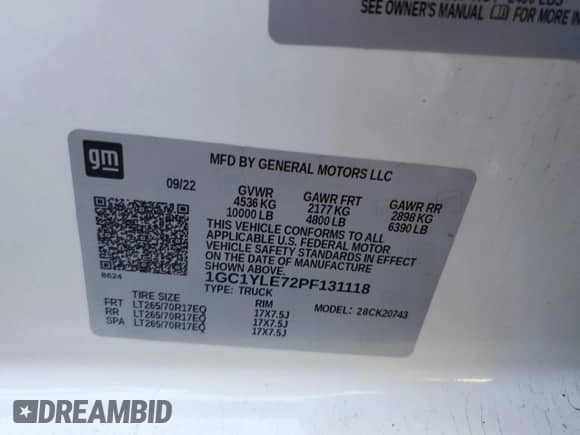 SEE OWNER'S MANUAL FOR MORE
gm
MFD BY GENERAL MOTORS LLC
09/22
GVWR GAWR FRT GAWR RR
4536 KG 2177 KG 2898 KG
10000 LB 4800 LB 6390 LB
THIS VEHICLE CONFORMS TO ALL
APPLICABLE U.S. FEDERAL MOTOR
VEHICLE SAFETY STANDARDS IN EFFECT
ON THE DATE OF MANUFACTURE
SHOWN ABOVE.
1GC1YLE72PF131118
8624
TYPE: TRUCK
MODEL: 28CK20743
TIRE SIZE RIM
FRT LT265/70R17EQ 17X7.5J
RR LT265/70R17EQ 17X7.5J
SPA LT265/70R17EQ 17X7.5J
DREAMBID